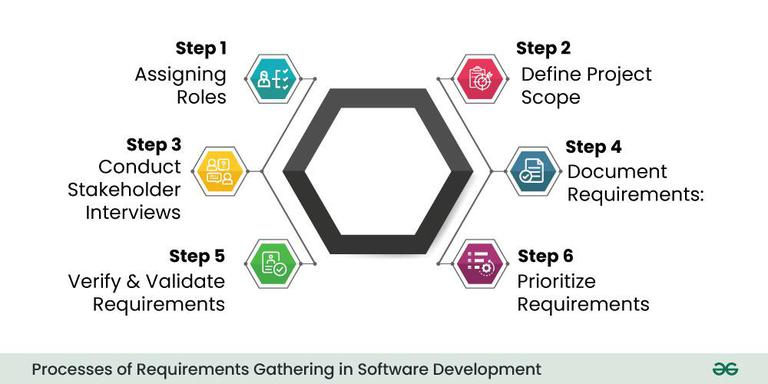 Step 1
Assigning
Roles
Step 2
Define Project
Scope
Step 3
Conduct
Stakeholder
Interviews
Step 4
Document
Requirements:
Step 5
Verify & Validate
Requirements
Step 6
Prioritize
Requirements
Processes of Requirements Gathering in Software Development